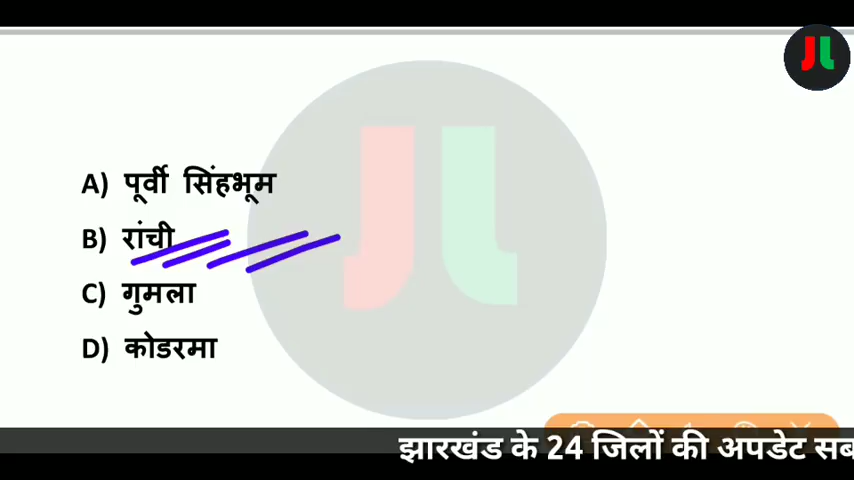 A) पूर्वी सिंहभूम
B) रांची
C) गुमला
D) कोडरमा
झारखंड के 24 जिलों की अपडेट सब